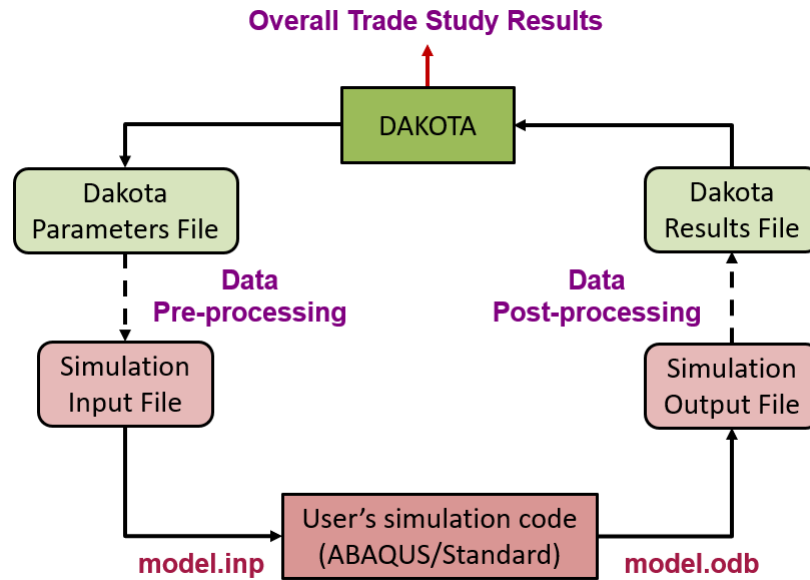 Overall Trade Study Results
DAKOTA
Dakota
Parameters File
Dakota
Results File
Data
Pre-processing
Data
Post-processing
Simulation
Input File
Simulation
Output File
User's simulation code
(ABAQUS/Standard)
model.inp
model.odb